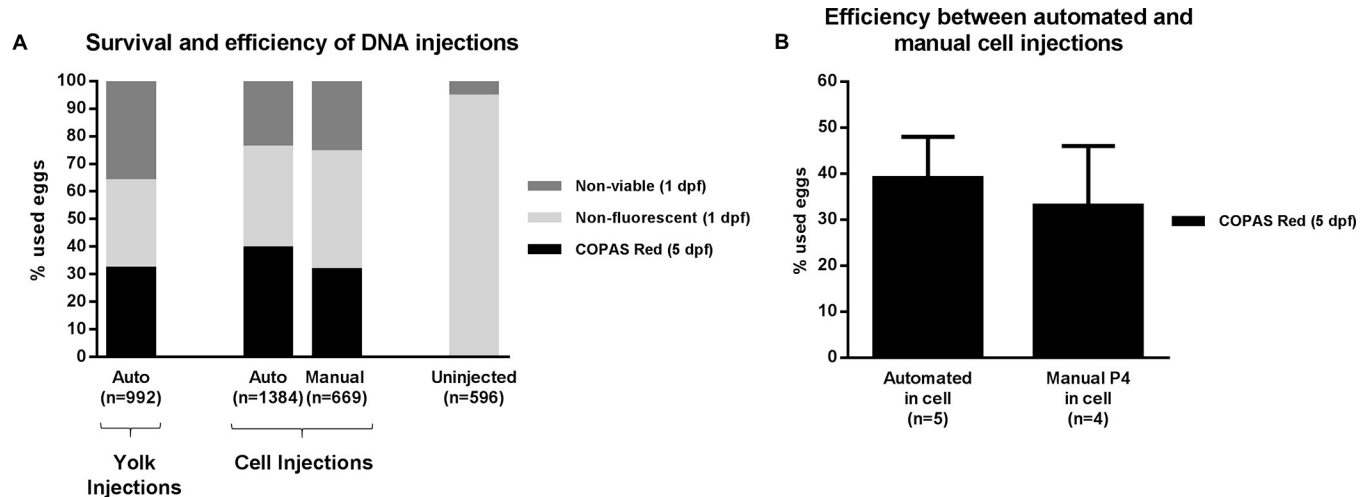 A
Survival and efficiency of DNA injections
100
90
80
70
60
50
40
30
20
10
0
% used eggs
Auto
(n=992)
Auto
(n=1384)
Manual
(n=669)
Uninjected
(n=596)
Yolk
Injections
Cell Injections
Non-viable (1 dpf)
Non-fluorescent (1 dpf)
COPAS Red (5 dpf)
B
Efficiency between automated and
manual cell injections
60
50
40
30
20
10
0
% used eggs
Automated
in cell
(n=5)
Manual P4
in cell
(n=4)
COPAS Red (5 dpf)